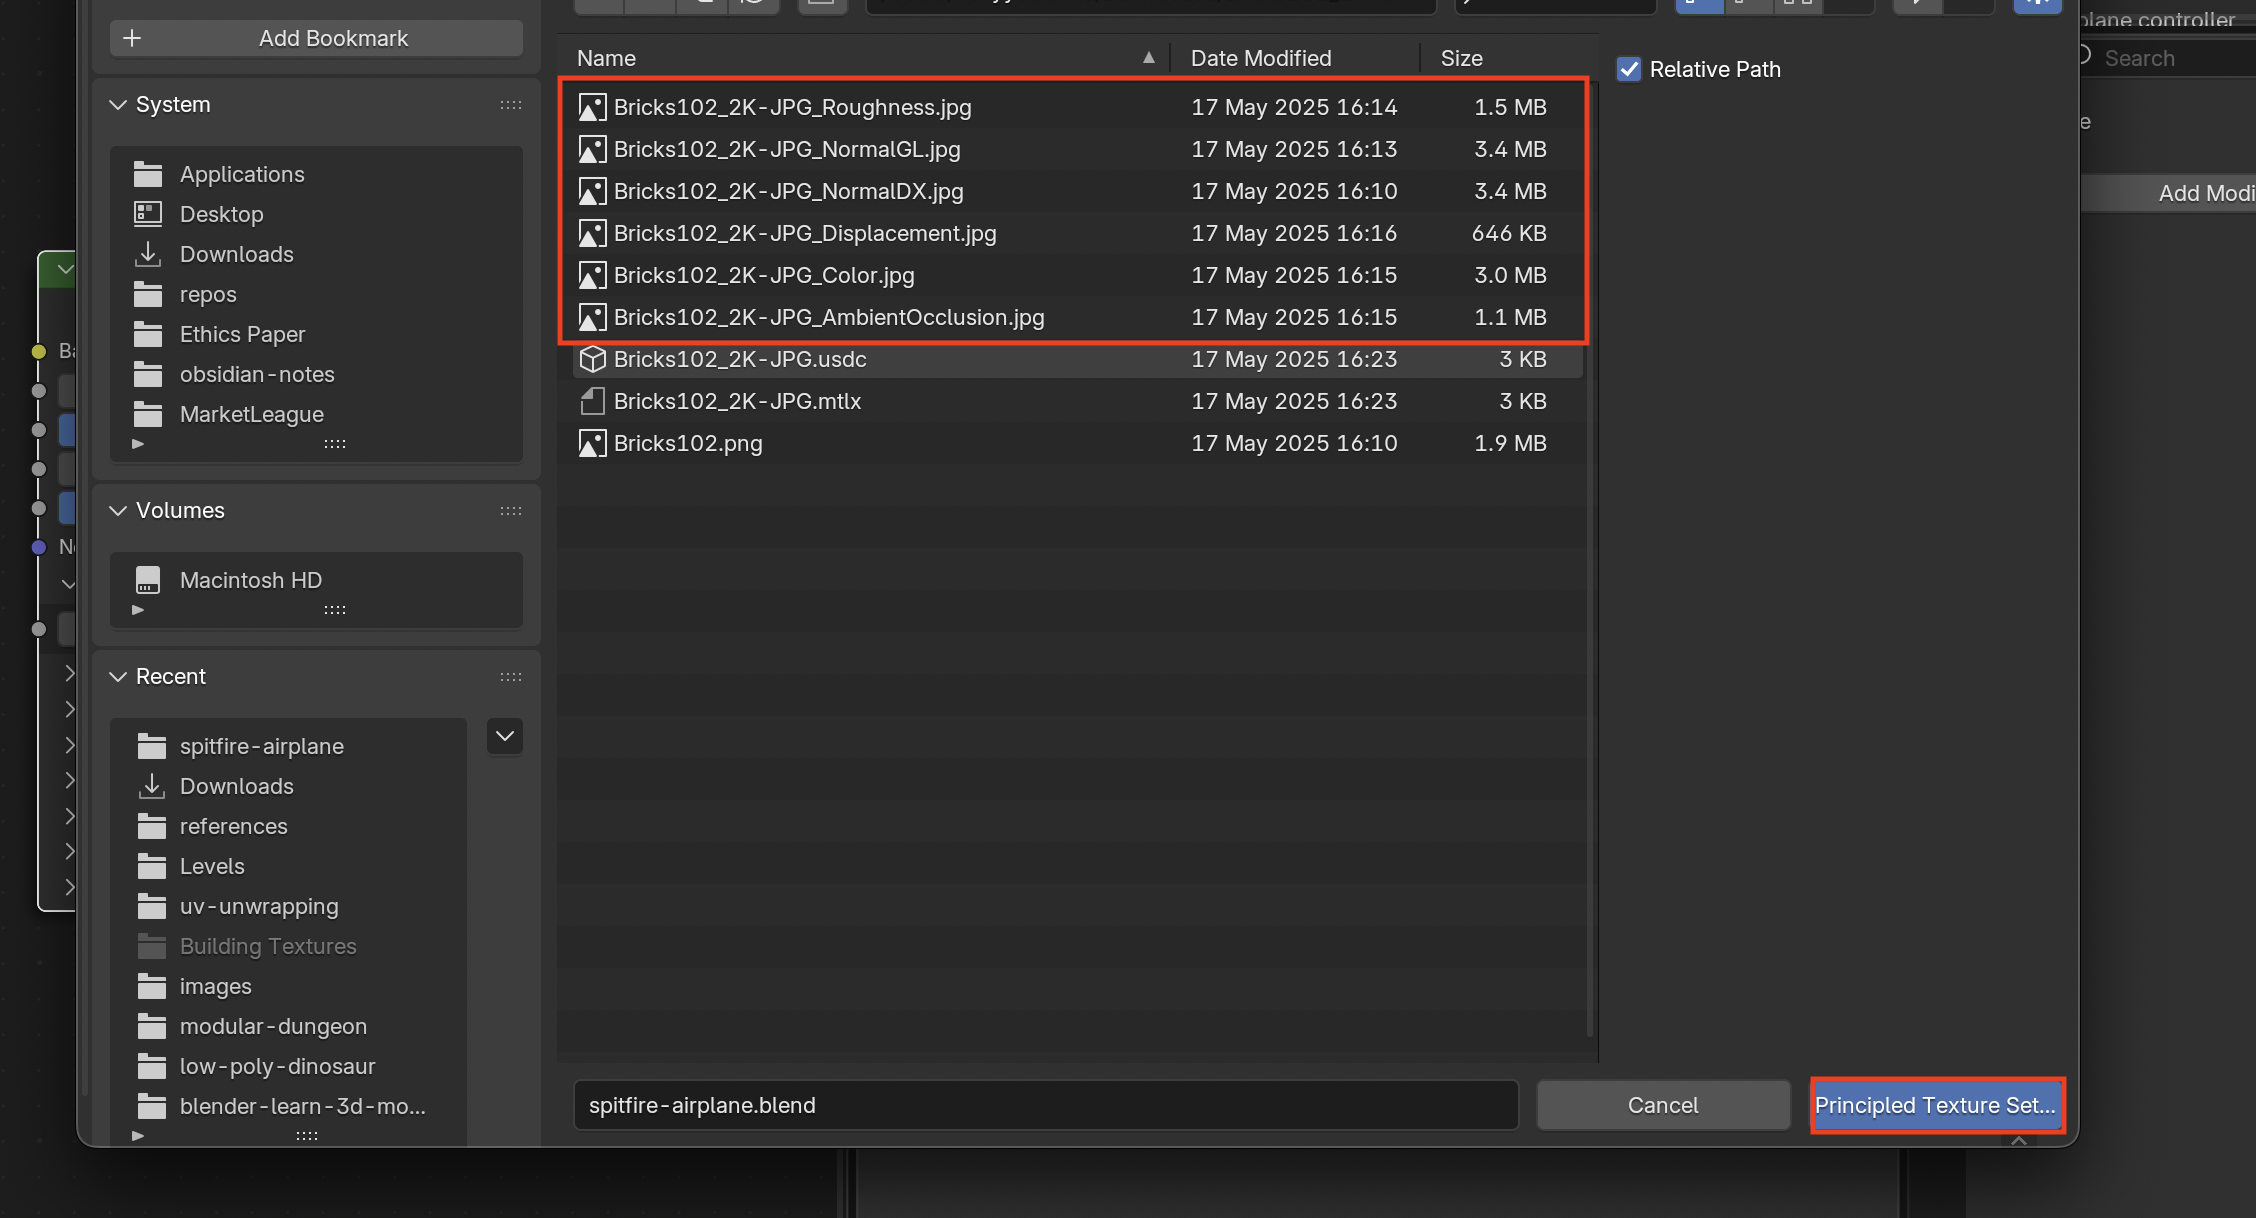 Add Bookmark
System
Applications
Desktop
Downloads
repos
Ethics Paper
obsidian-notes
MarketLeague
Volumes
Macintosh HD
Recent
spitfire-airplane
Downloads
references
Levels
uv-unwrapping
Building Textures
images
modular-dungeon
low-poly-dinosaur
blender-learn-3d-mo...
Name Date Modified Size
Bricks102_2K-JPG_Roughness.jpg 17 May 2025 16:14 1.5 MB
Bricks102_2K-JPG_NormalGL.jpg 17 May 2025 16:13 3.4 MB
Bricks102_2K-JPG_NormalDX.jpg 17 May 2025 16:10 3.4 MB
Bricks102_2K-JPG_Displacement.jpg 17 May 2025 16:16 646 KB
Bricks102_2K-JPG_Color.jpg 17 May 2025 16:15 3.0 MB
Bricks102_2K-JPG_AmbientOcclusion.jpg 17 May 2025 16:15 1.1 MB
Bricks102_2K-JPG.usdc 17 May 2025 16:23 3 KB
Bricks102_2K-JPG.mtlx 17 May 2025 16:23 3 KB
Bricks102.png 17 May 2025 16:10 1.9 MB
spitfire-airplane.blend
Cancel
Principled Texture Set...
Relative Path
plane controller
Search
e
Add Modi
Ba